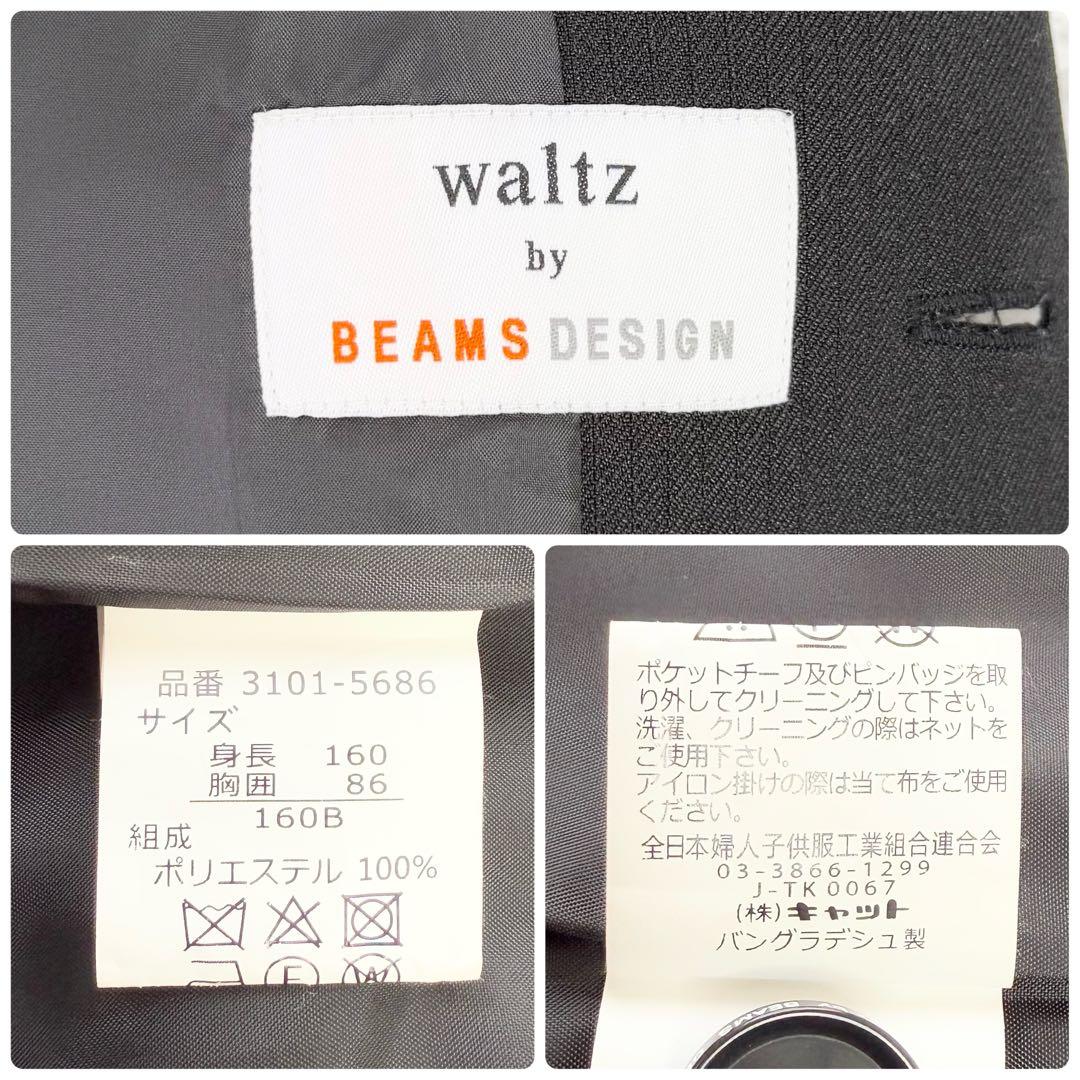 waltz
by
BEAMS DESIGN
品番 3101-5686
サイズ
身長 160
胸囲 86
160B
組成
ポリエステル 100%
F W
ポケットチーフ及びピンバッジを取
り外してクリーニングして下さい。
洗濯、クリーニングの際はネットを
ご使用下さい。
アイロン掛けの際は当て布をご使用
ください。
全日本婦人子供服工業組合連合会
03-3866-1299
J-TK0067
(株)キャット
バングラデシュ製
BEAMS